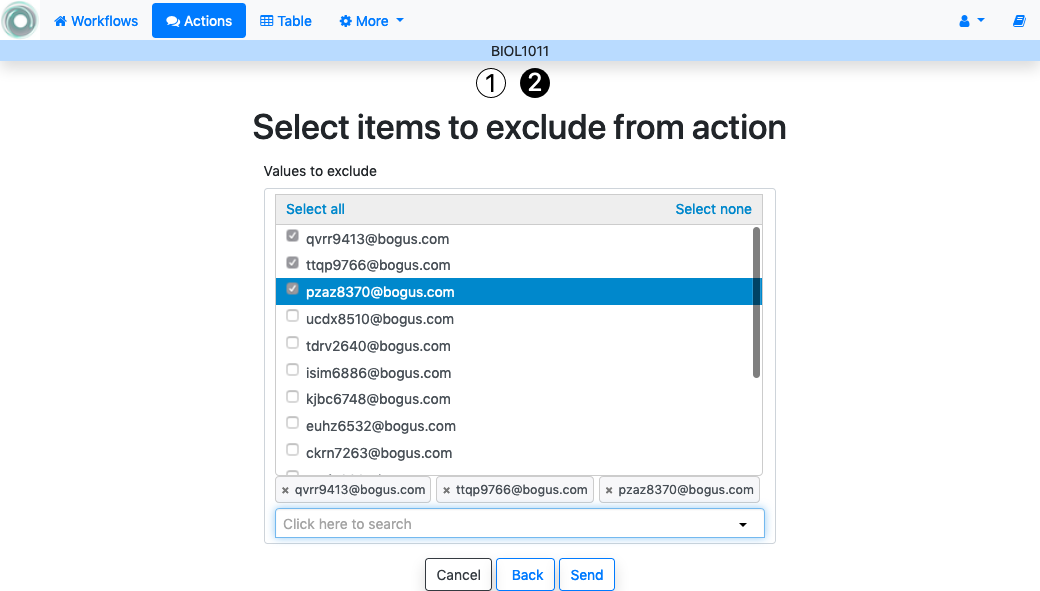 Workflows Actions Table More
BIOL1011
1 2
Select items to exclude from action
Values to exclude
Select all Select none
qvrr9413@bogus.com
ttqp9766@bogus.com
pzaz8370@bogus.com
ucdx8510@bogus.com
tdrv2640@bogus.com
isim6886@bogus.com
kjbc6748@bogus.com
euhz6532@bogus.com
ckrn7263@bogus.com
× qvrr9413@bogus.com × ttqp9766@bogus.com × pzaz8370@bogus.com
Click here to search
Cancel Back Send